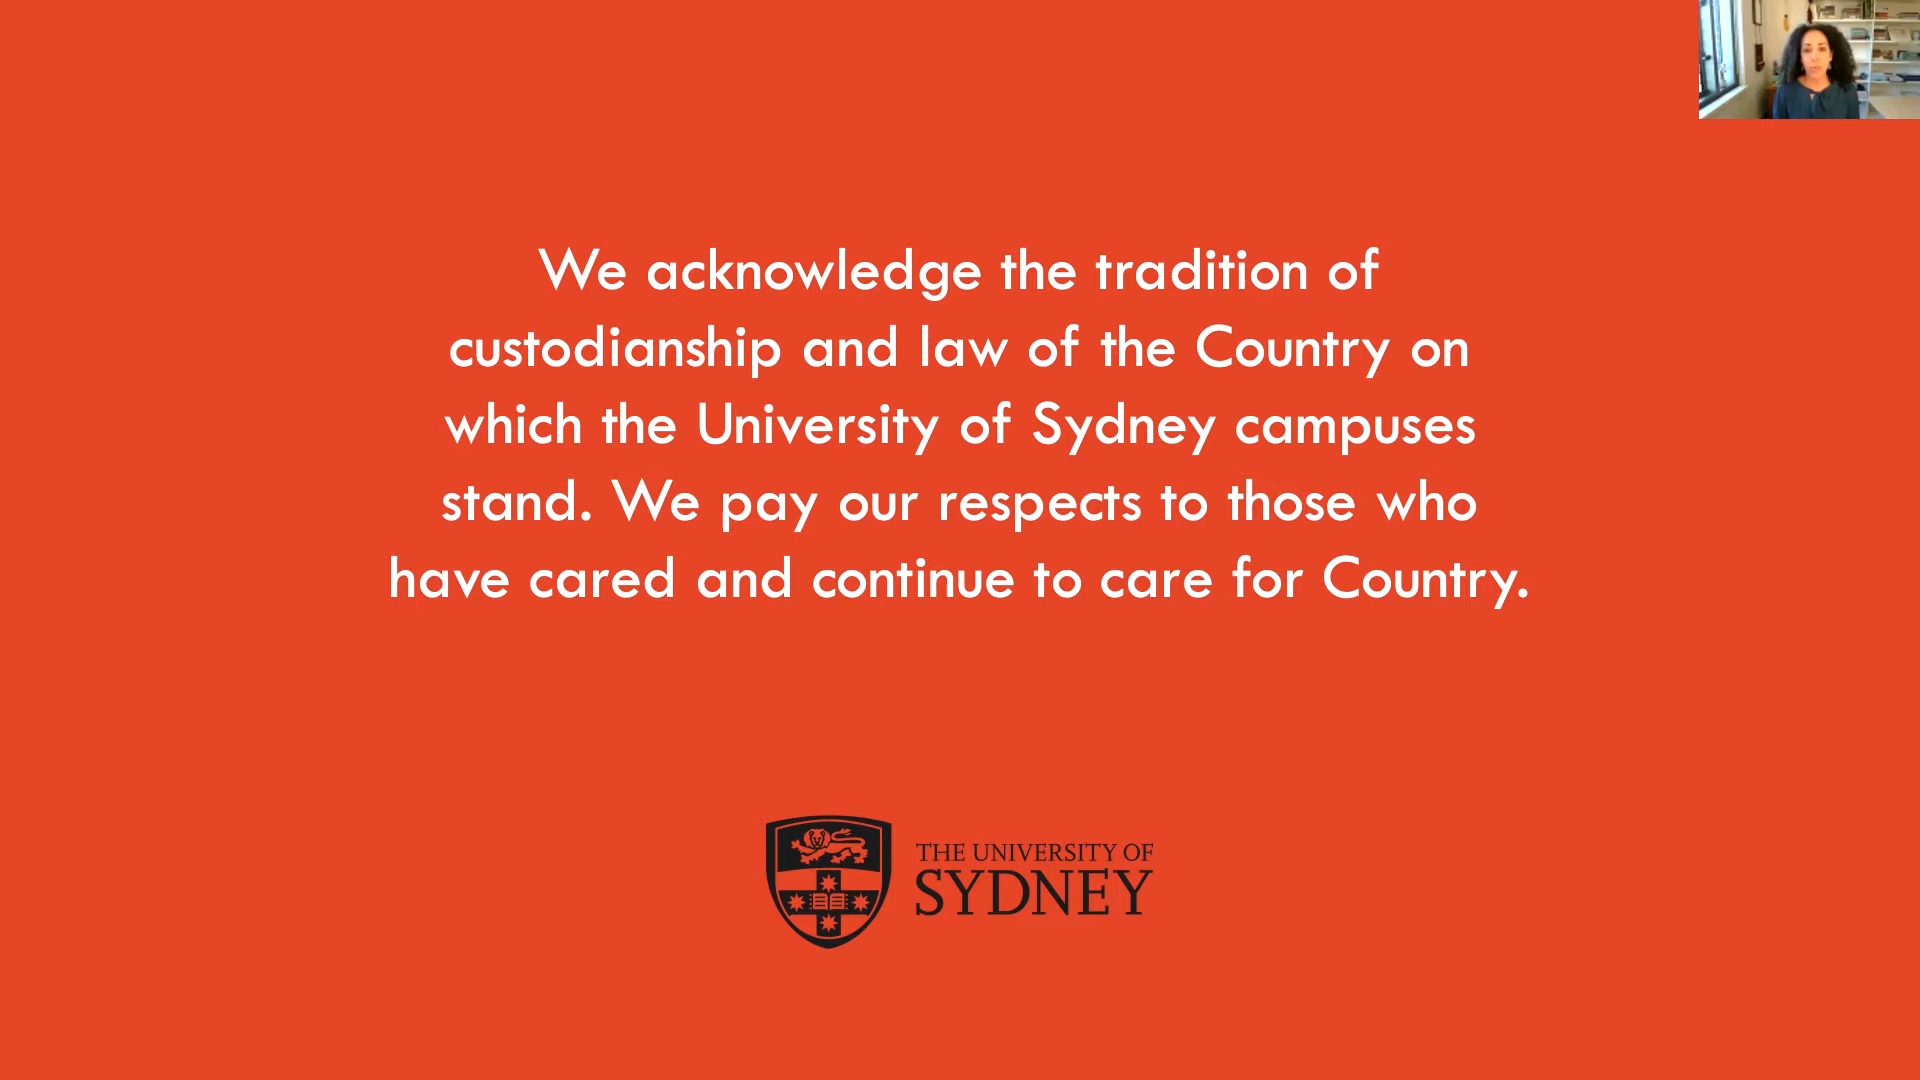 We acknowledge the tradition of
custodianship and law of the Country on
which the University of Sydney campuses
stand. We pay our respects to those who
have cared and continue to care for Country.
THE UNIVERSITY OF
SYDNEY